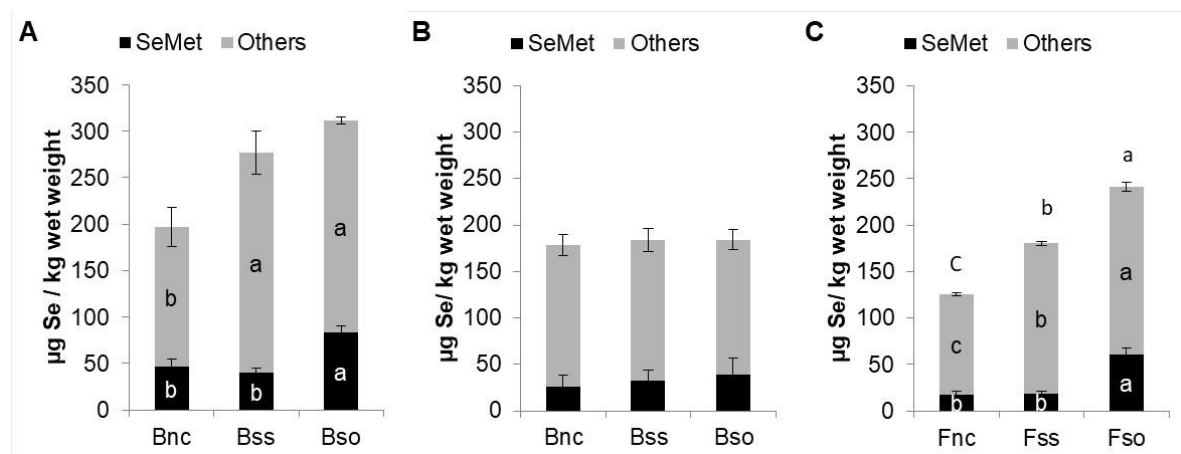 A
■ SeMet ■ Others
µg Se / kg wet weight
350
300
250
200
150
100
50
0
b
a
a
b
b
a
Bnc Bss Bso
B
■ SeMet ■ Others
µg Se/ kg wet weight
350
300
250
200
150
100
50
0
Bnc Bss Bso
C
■ SeMet ■ Others
µg Se/ kg wet weight
350
300
250
200
150
100
50
0
C
b
a
c
b
a
b
b
a
Fnc Fss Fso